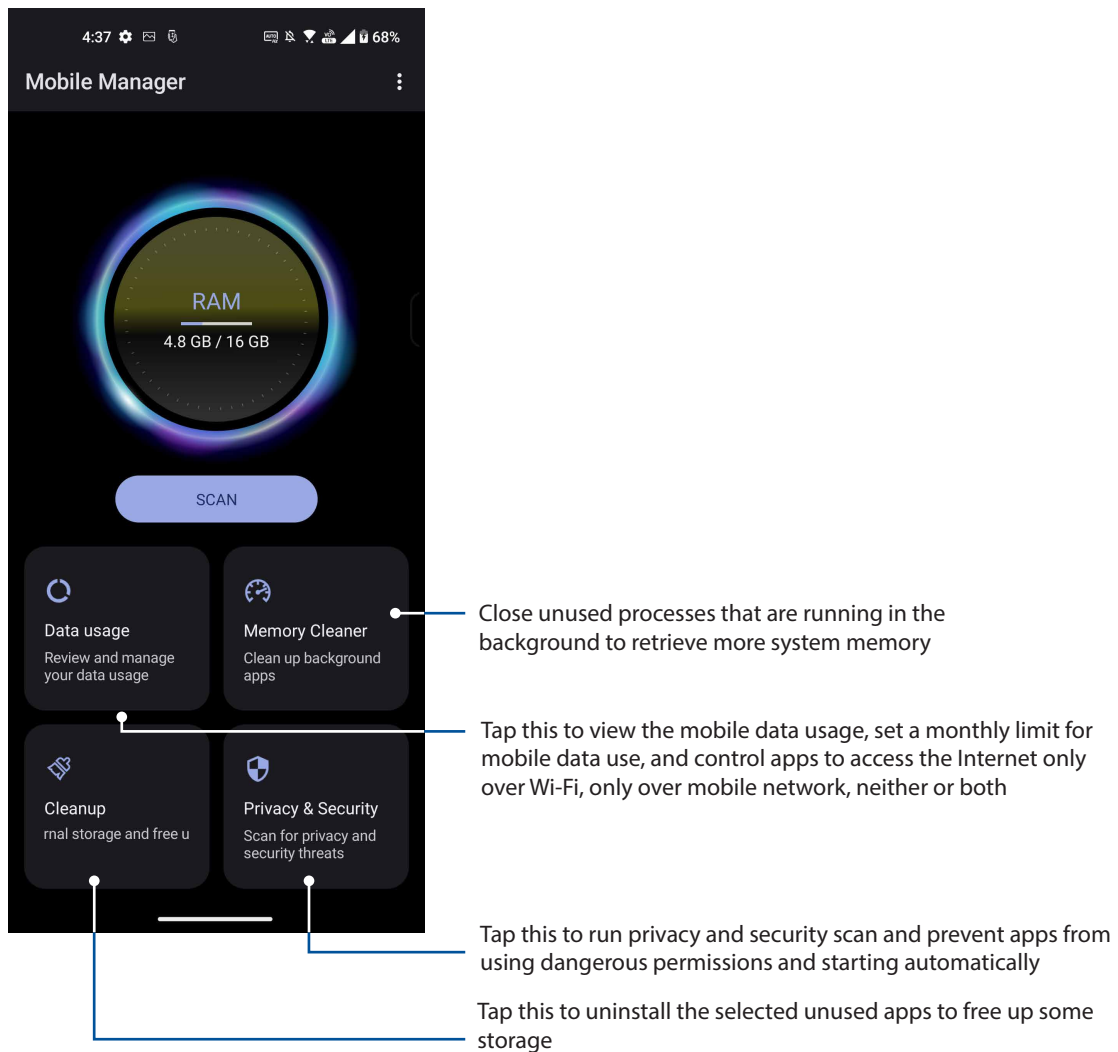 4:37
68%
Mobile Manager
RAM
4.8 GB / 16 GB
SCAN
Data usage
Review and manage
your data usage
Memory Cleaner
Clean up background
apps
Cleanup
rnal storage and free u
Privacy & Security
Scan for privacy and
security threats
Close unused processes that are running in the
background to retrieve more system memory
Tap this to view the mobile data usage, set a monthly limit for
mobile data use, and control apps to access the Internet only
over Wi-Fi, only over mobile network, neither or both
Tap this to run privacy and security scan and prevent apps from
using dangerous permissions and starting automatically
Tap this to uninstall the selected unused apps to free up some
storage